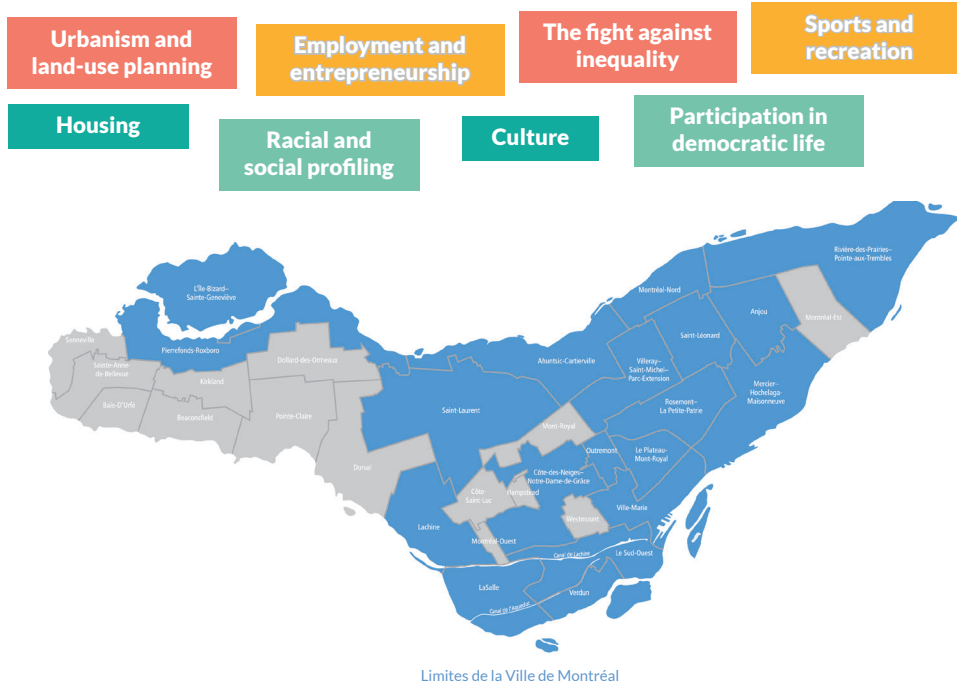 Urbanism and
land-use planning
Employment and
entrepreneurship
The fight against
inequality
Sports and
recreation
Housing
Racial and
social profiling
Culture
Participation in
democratic life
Rivière-des-Prairies–
Pointe-aux-Trembles
L'Île-Bizard–
Sainte-Geneviève
Montréal-Nord
Anjou
Montréal-Est
Saint-Léonard
Senneville
Pierrefonds-Roxboro
Dollard-des-Ormeaux
Ahuntsic-Cartierville
Villeray–
Saint-Michel–
Parc-Extension
Sainte-Anne-
de-Bellevue
Kirkland
Mercier–
Hochelaga-
Maisonneuve
Baie-D'Urfé
Beaconsfield
Pointe-Claire
Saint-Laurent
Rosemont–
La Petite-Patrie
Mont-Royal
Outremont
Le Plateau-
Mont-Royal
Dorval
Côte-des-Neiges–
Notre-Dame-de-Grâce
Côte-
Saint-Luc
Hampstead
Ville-Marie
Westmount
Lachine
Montréal-Ouest
Canal de Lachine
Le Sud-Ouest
LaSalle
Verdun
Canal de l'Aqueduc
Limites de la Ville de Montréal